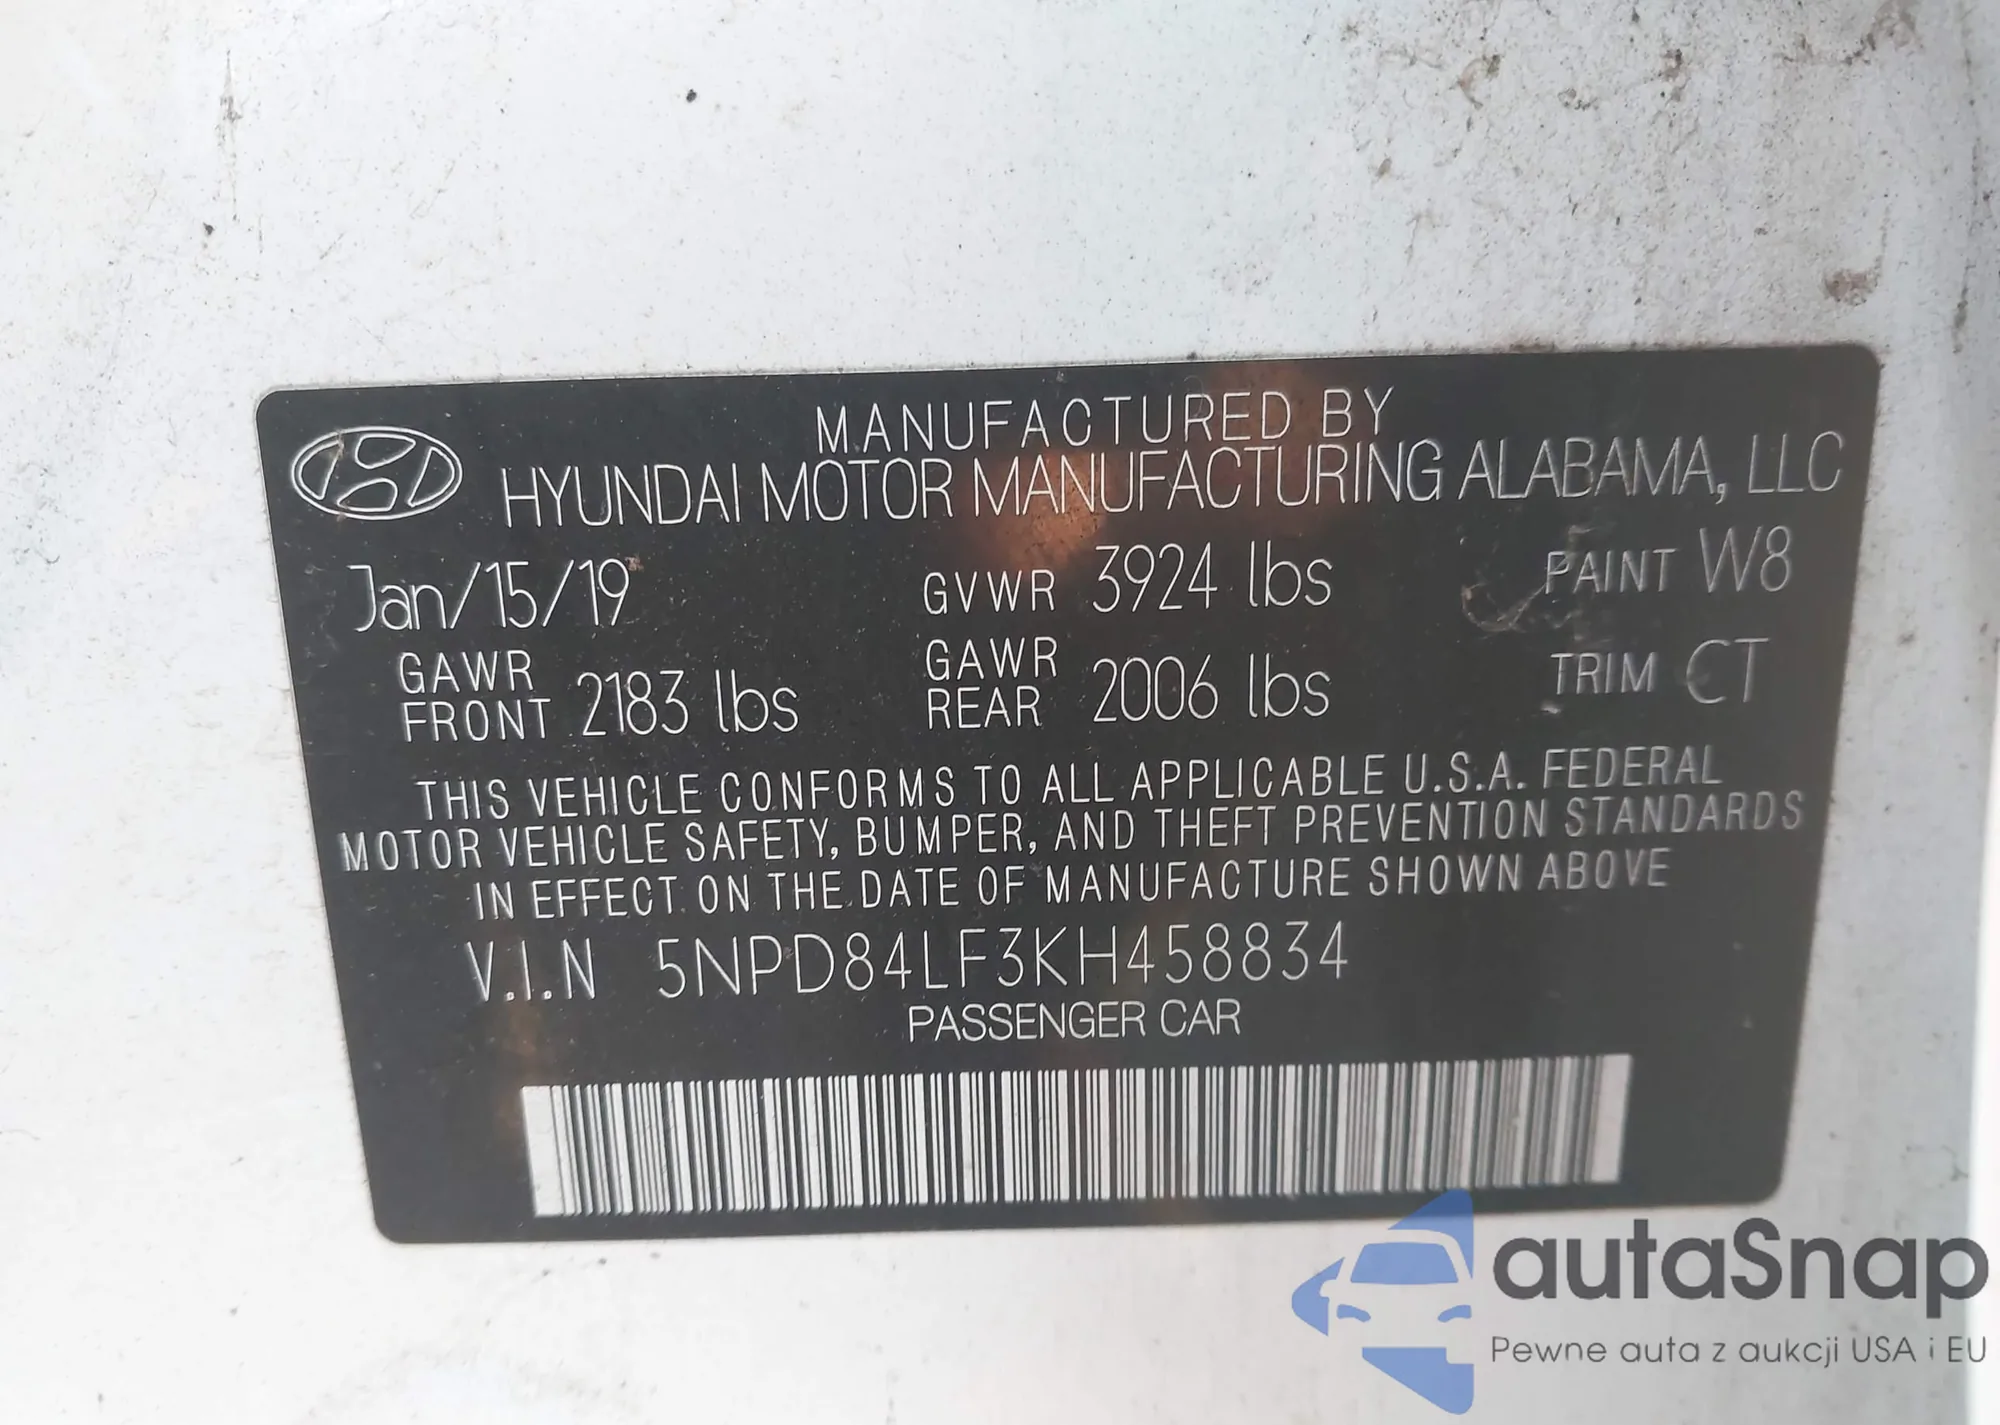 MANUFACTURED BY
HYUNDAI MOTOR MANUFACTURING ALABAMA, LLC
Jan/15/19 GVWR 3924 lbs PAINT W8
GAWR FRONT 2183 lbs GAWR REAR 2006 lbs TRIM CT
THIS VEHICLE CONFORMS TO ALL APPLICABLE U.S.A. FEDERAL
MOTOR VEHICLE SAFETY, BUMPER, AND THEFT PREVENTION STANDARDS
IN EFFECT ON THE DATE OF MANUFACTURE SHOWN ABOVE
V.I.N 5NPD84LF3KH458834
PASSENGER CAR
autaSnap
Pewne auta z aukcji USA i EU